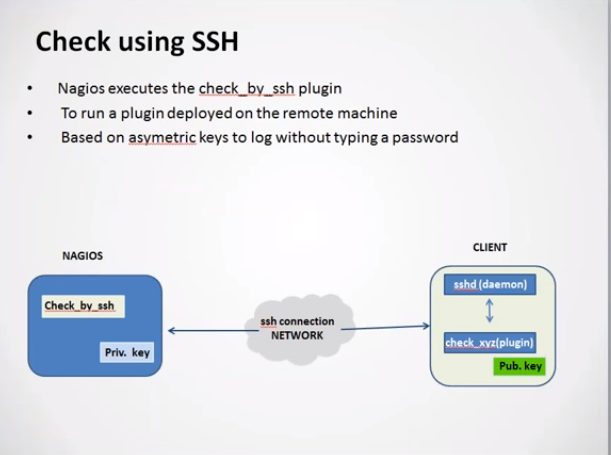 Check using SSH
• Nagios executes the check_by_ssh plugin
• To run a plugin deployed on the remote machine
• Based on asymetric keys to log without typing a password
NAGIOS
CLIENT
Check_by_ssh
Priv. key
ssh connection
NETWORK
sshd (daemon)
check_xyz(plugin)
Pub. key